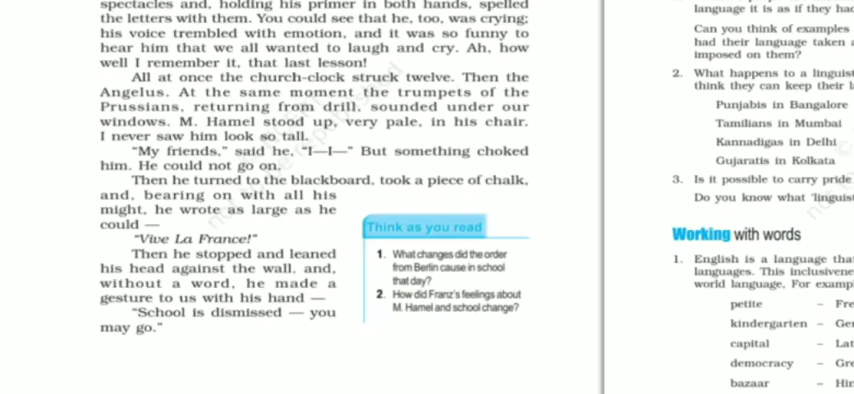 spectacles and, holding his primer in both hands, spelled
the letters with them. You could see that he, too, was crying;
his voice trembled with emotion, and it was so funny to
hear him that we all wanted to laugh and cry. Ah, how
well I remember it, that last lesson!
All at once the church-clock struck twelve. Then the
Angelus. At the same moment the trumpets of the
Prussians, returning from drill, sounded under our
windows. M. Hamel stood up, very pale, in his chair.
I never saw him look so tall.
“My friends,” said he, “I—I—” But something choked
him. He could not go on.
Then he turned to the blackboard, took a piece of chalk,
and, bearing on with all his
might, he wrote as large as he
could —
“Vive La France!”
Then he stopped and leaned
his head against the wall, and,
without a word, he made a
gesture to us with his hand —
“School is dismissed — you
may go.”
Think as you read
1. What changes did the order
from Berlin cause in school
that day?
2. How did Franz's feelings about
M. Hamel and school change?
language it is as if they had
Can you think of examples
had their language taken
imposed on them?
2. What happens to a linguist
think they can keep their
Punjabis in Bangalore
Tamilians in Mumbai
Kannadigas in Delhi
Gujaratis in Kolkata
3. Is it possible to carry pride
Do you know what ‘linguist
Working with words
1. English is a language tha
languages. This inclusivene
world language. For examp
petite – Fre
kindergarten – Ger
capital – Lat
democracy – Gre
bazaar – Hin